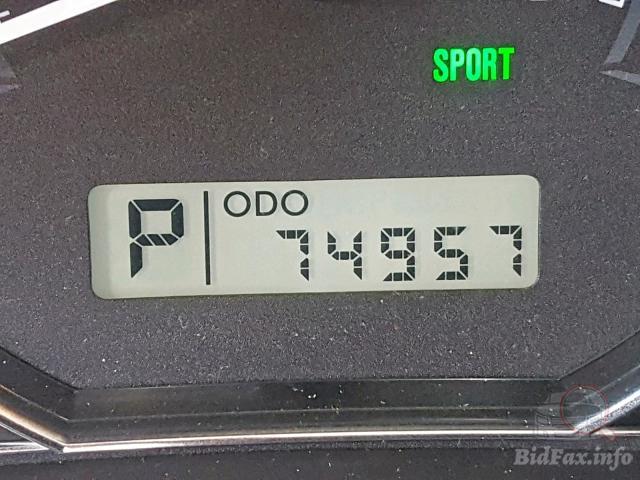 SPORT
P ODO
74957
BidFax.info